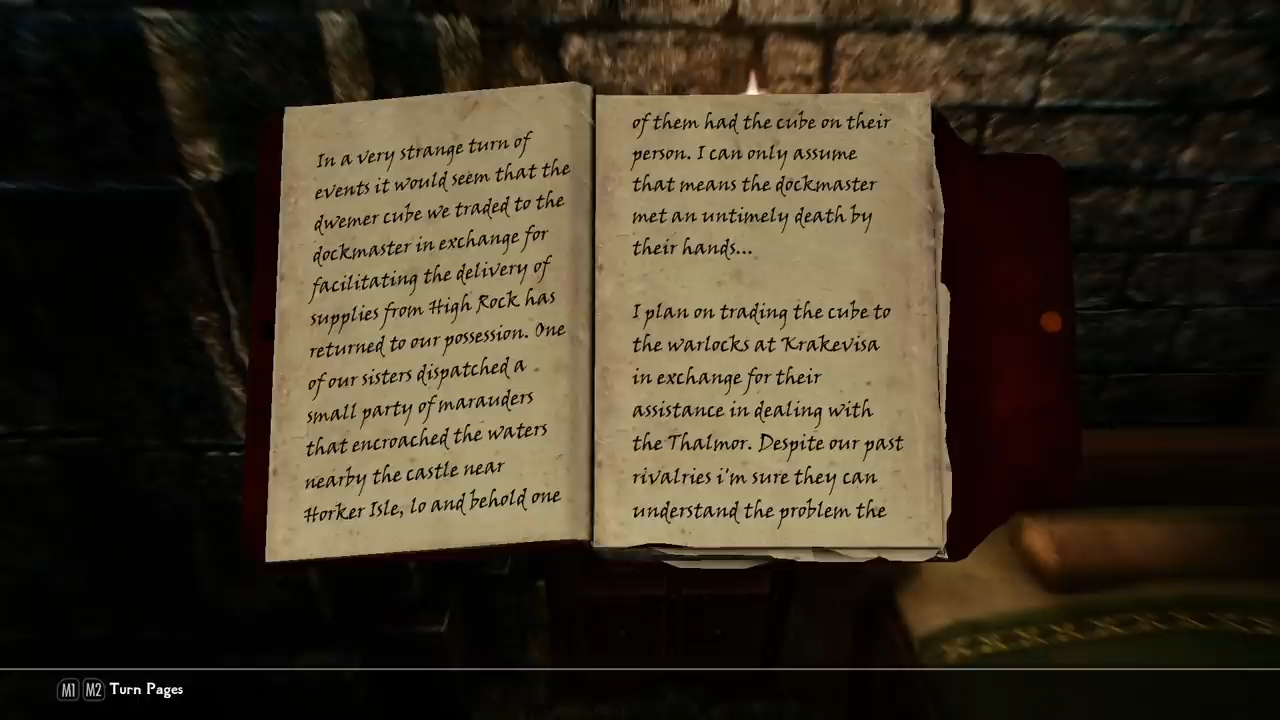 In a very strange turn of
events it would seem that the
dwemer cube we traded to the
dockmaster in exchange for
facilitating the delivery of
supplies from High Rock has
returned to our possession. One
of our sisters dispatched a
small party of marauders
that encroached the waters
nearby the castle near
Horker Isle, lo and behold one
of them had the cube on their
person. I can only assume
that means the dockmaster
met an untimely death by
their hands...
I plan on trading the cube to
the warlocks at Krakevisa
in exchange for their
assistance in dealing with
the Thalmor. Despite our past
rivalries i'm sure they can
understand the problem the
M1 M2 Turn Pages